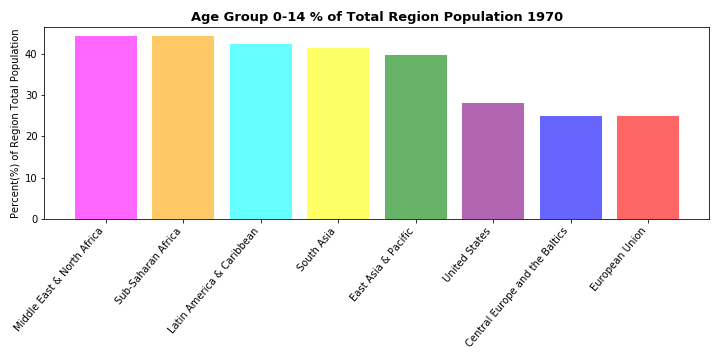 Age Group 0-14 % of Total Region Population 1970
Percent(%) of Region Total Population
40
30
20
10
0
Middle East & North Africa
Sub-Saharan Africa
Latin America & Caribbean
South Asia
East Asia & Pacific
United States
Central Europe and the Baltics
European Union